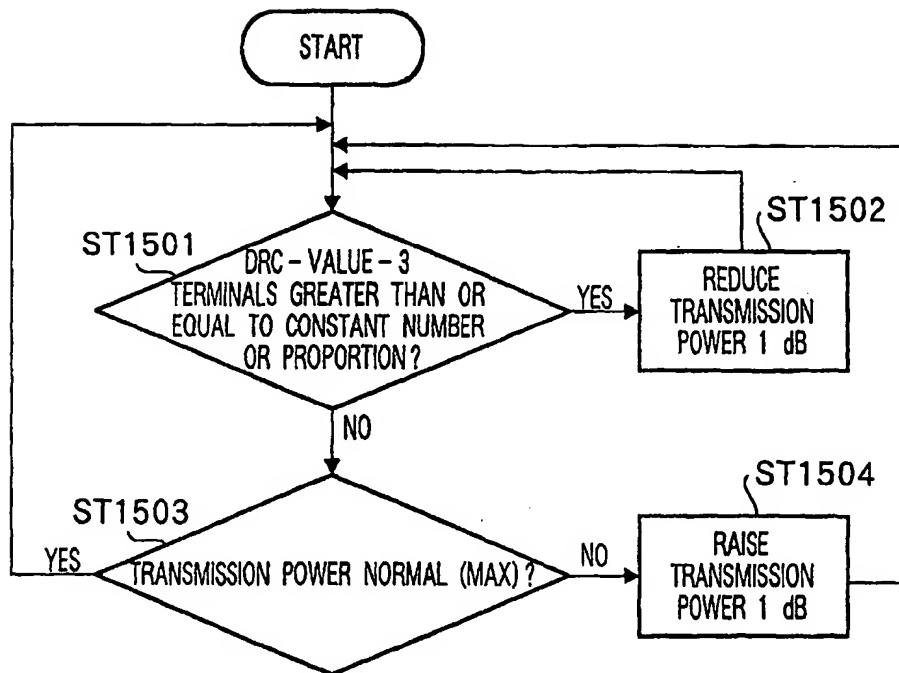 START
ST1501
DRC-VALUE-3
TERMINALS GREATER THAN OR
EQUAL TO CONSTANT NUMBER
OR PROPORTION?
YES
ST1502
REDUCE
TRANSMISSION
POWER 1 dB
NO
ST1503
YES
TRANSMISSION POWER NORMAL (MAX)?
NO
ST1504
RAISE
TRANSMISSION
POWER 1 dB